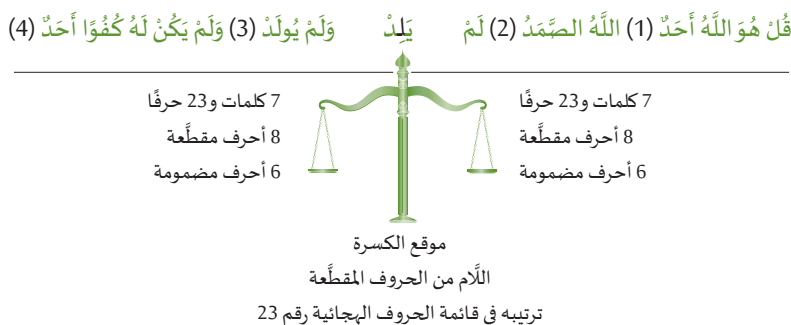 قُلْ هُوَ اللَّهُ أَحَدٌ (1) اللَّهُ الصَّمَدُ (2) لَمْ يَلِدْ وَلَمْ يُولَدْ (3) وَلَمْ يَكُنْ لَهُ كُفُوًا أَحَدٌ (4)
7 كلمات و23 حرفًا
8 أحرف مقطَّعة
6 أحرف مضمومة
7 كلمات و23 حرفًا
8 أحرف مقطَّعة
6 أحرف مضمومة
موقع الكسرة
اللَّام من الحروف المقطَّعة
ترتيبه في قائمة الحروف الهجائية رقم 23